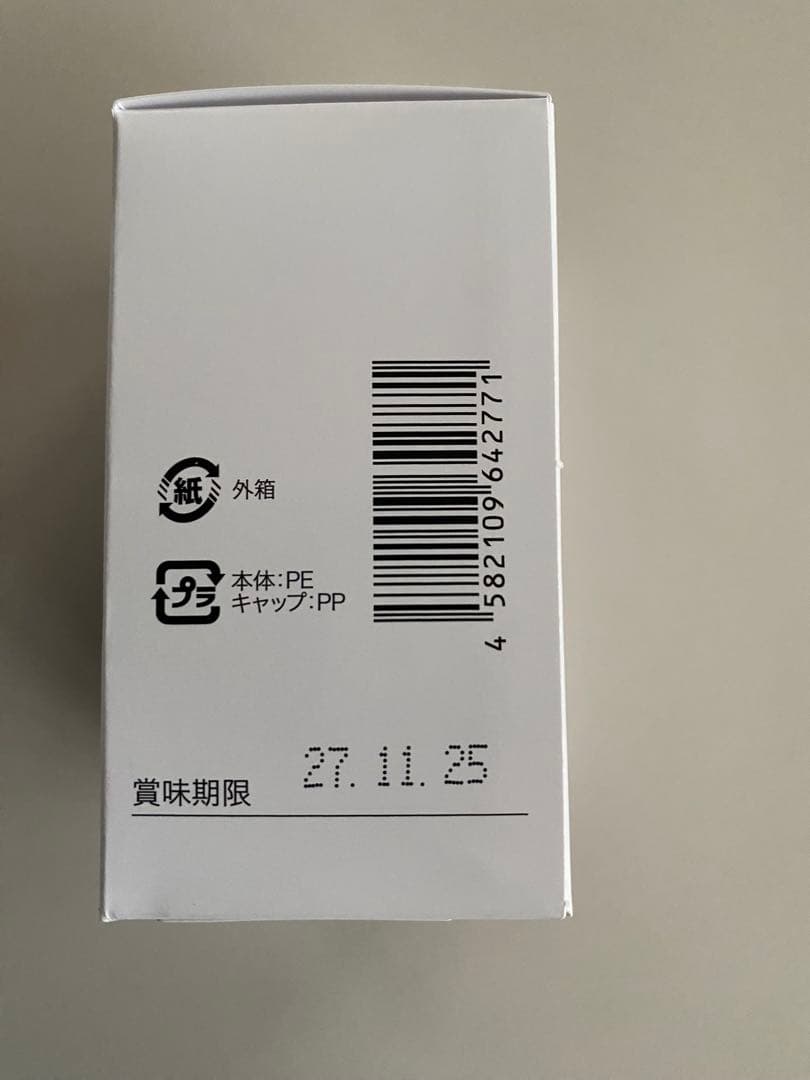 紙 外箱
プラ 本体:PE
キャップ:PP
4 582109 642771
27. 11. 25
賞味期限